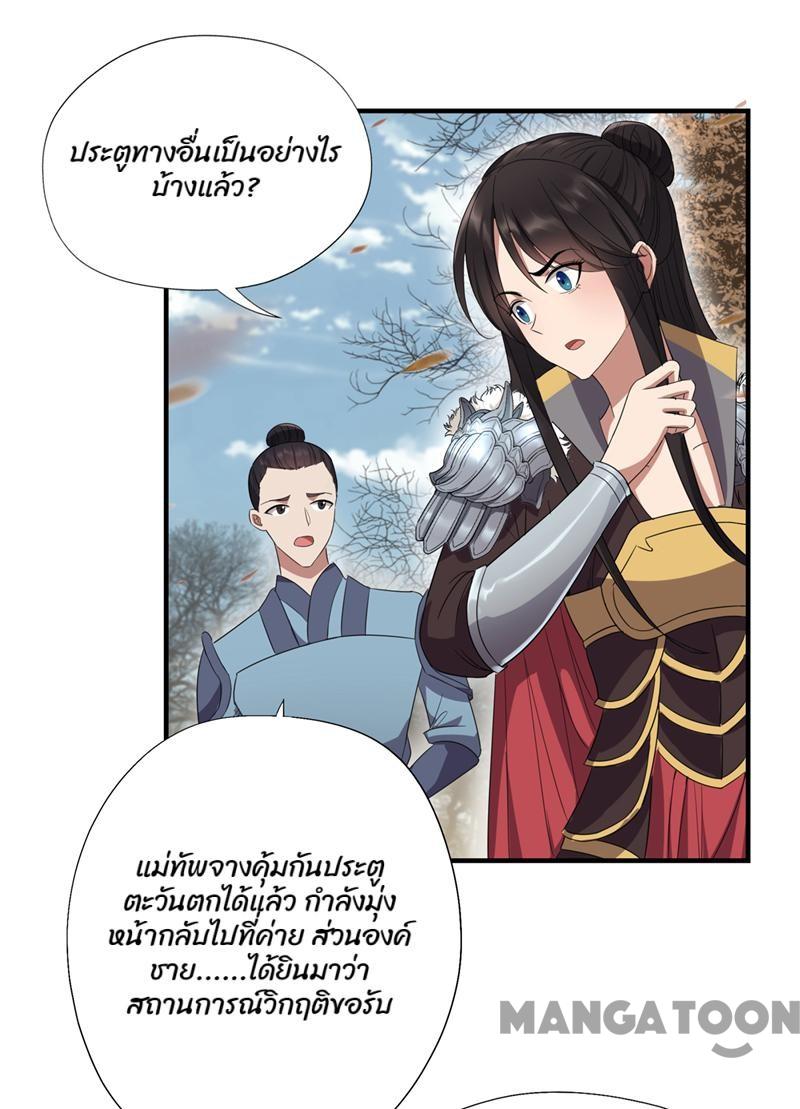 ประตูทางอื่นเป็นอย่างไร
บ้างแล้ว?
แม่ทัพจางคุ้มกันประตู
ตะวันตกได้แล้ว กำลังมุ่ง
หน้ากลับไปที่ค่าย ส่วนองค์
ชาย......ได้ยินมาว่า
สถานการณ์วิกฤติขอรับ
MANGATOON